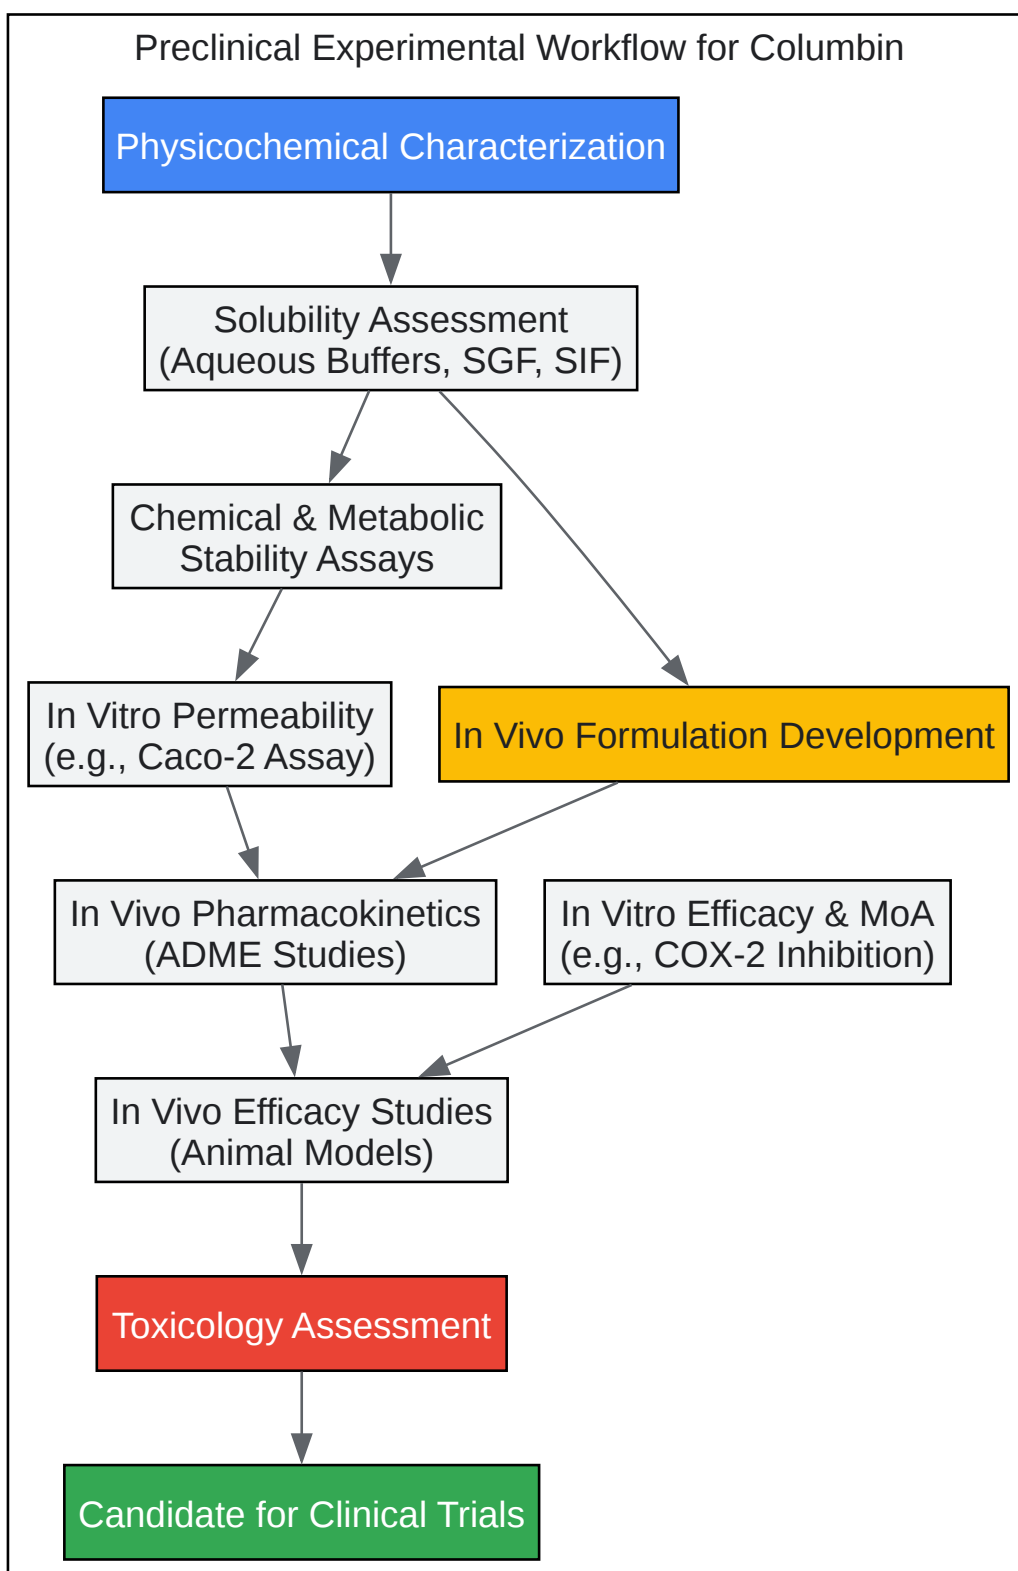 Preclinical Experimental Workflow for Columbin
Physicochemical Characterization
Solubility Assessment
(Aqueous Buffers, SGF, SIF)
Chemical & Metabolic
Stability Assays
In Vitro Permeability
(e.g., Caco-2 Assay)
In Vivo Formulation Development
In Vivo Pharmacokinetics
(ADME Studies)
In Vitro Efficacy & MoA
(e.g., COX-2 Inhibition)
In Vivo Efficacy Studies
(Animal Models)
Toxicology Assessment
Candidate for Clinical Trials